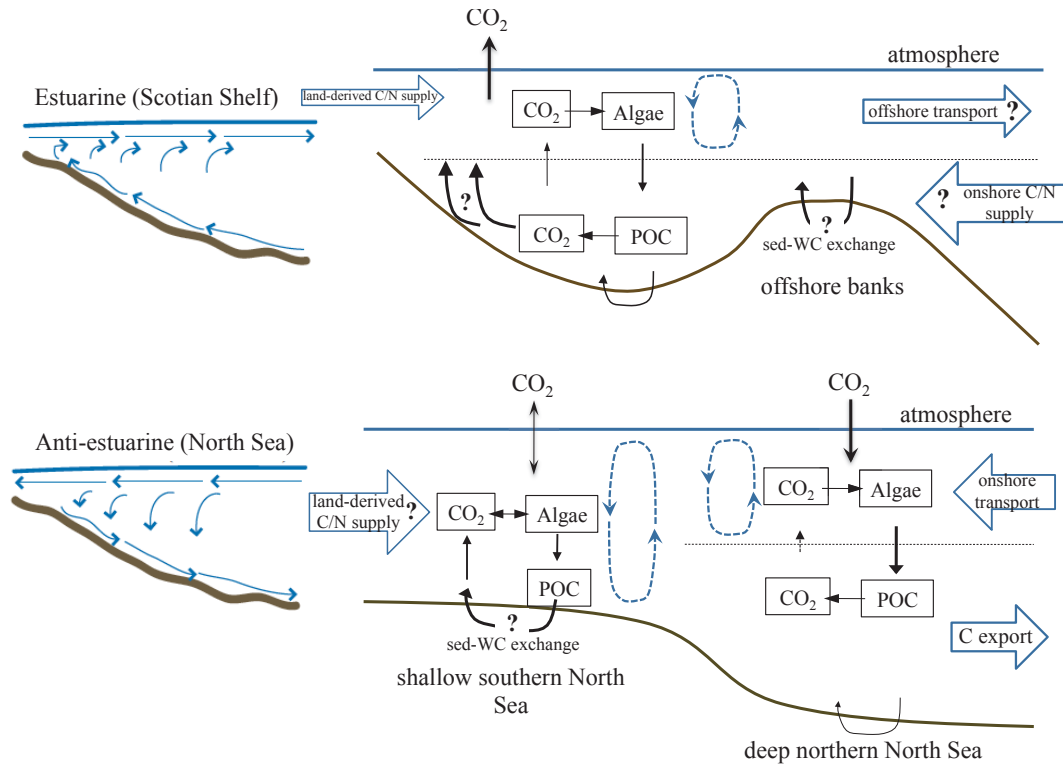 CO2
atmosphere
Estuarine (Scotian Shelf)
land-derived C/N supply
CO2
Algae
offshore transport ?
?
CO2
POC
?
sed-WC exchange
? onshore C/N
supply
offshore banks
CO2
CO2
atmosphere
Anti-estuarine (North Sea)
land-derived ?
C/N supply
CO2
Algae
CO2
Algae
onshore
transport
POC
CO2
POC
?
sed-WC exchange
C export
shallow southern North
Sea
deep northern North Sea